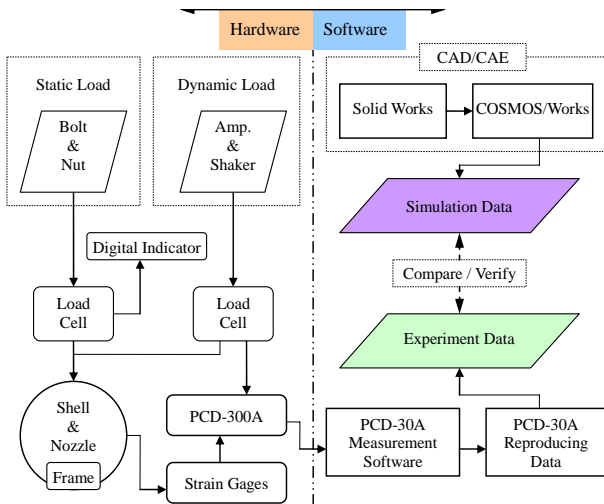 Hardware
Software
Static Load
Dynamic Load
CAD/CAE
Bolt
&
Nut
Amp.
&
Shaker
Solid Works
COSMOS/Works
Simulation Data
Digital Indicator
Compare / Verify
Load
Cell
Load
Cell
Experiment Data
Shell
&
Nozzle
Frame
PCD-300A
Strain Gages
PCD-30A
Measurement
Software
PCD-30A
Reproducing
Data